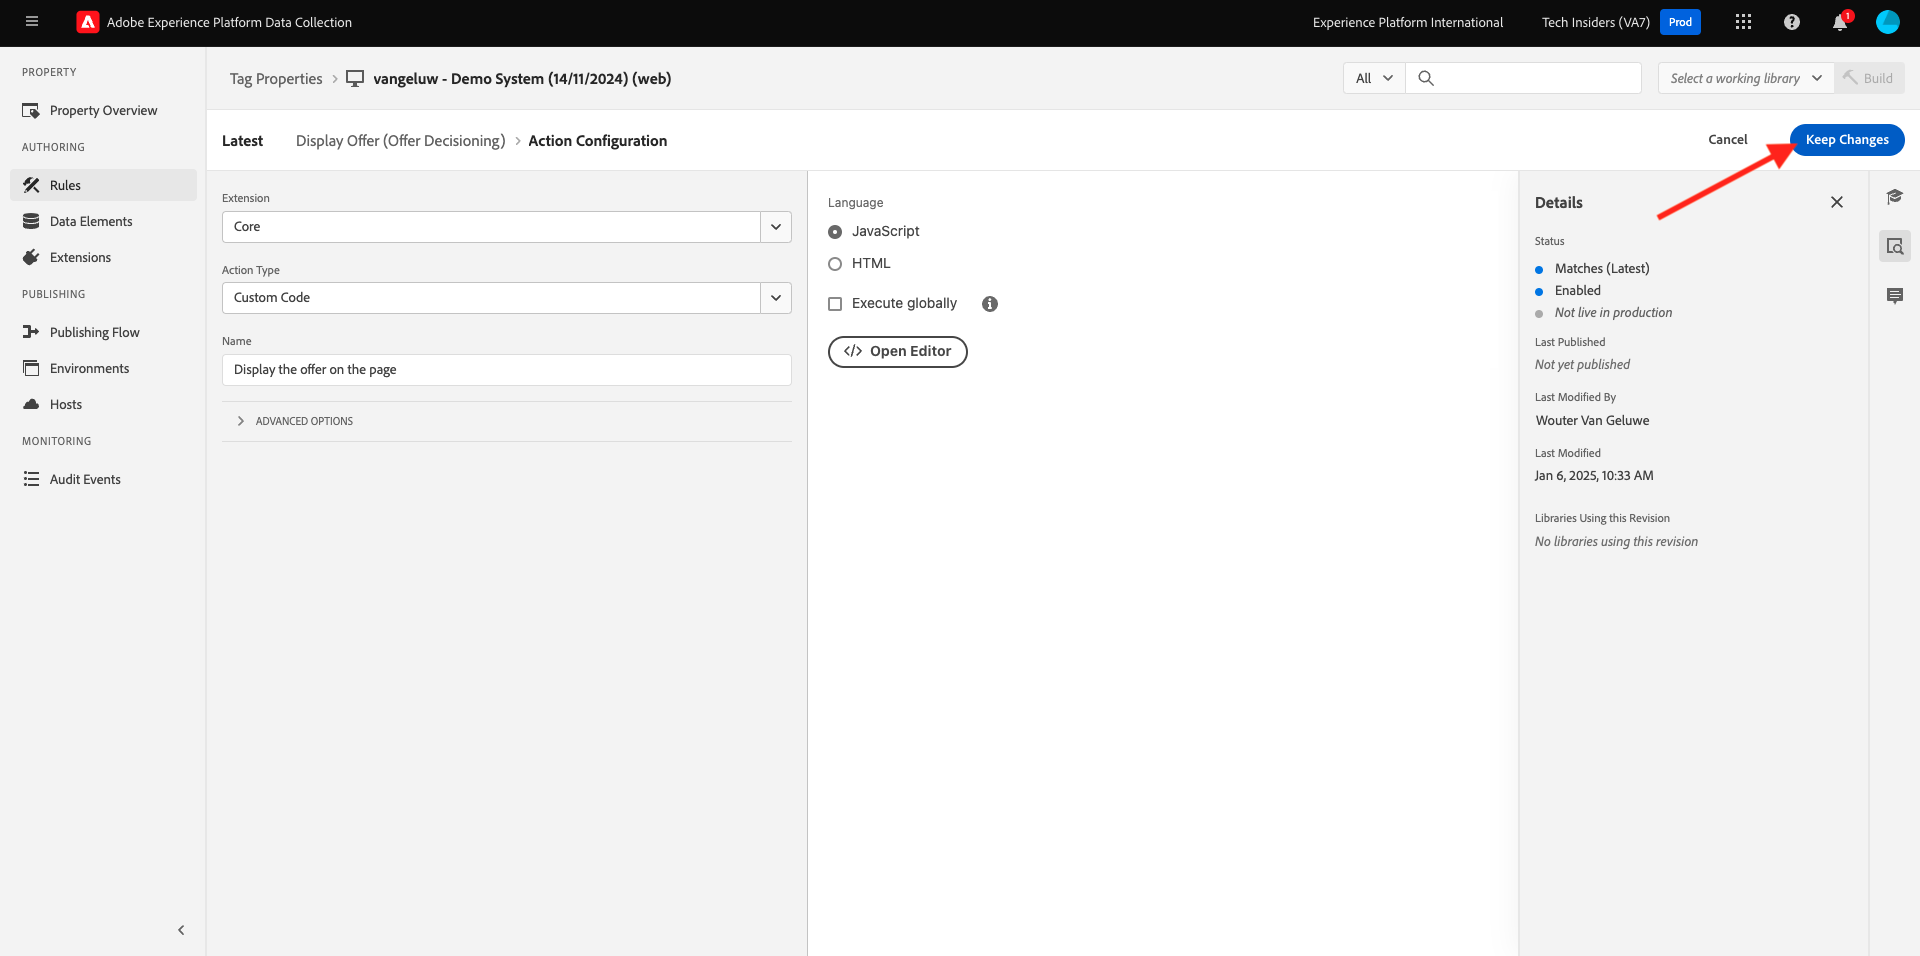 Adobe Experience Platform Data Collection
Experience Platform International
Tech Insiders (VA7)
Prod
1
PROPERTY
Property Overview
AUTHORING
Rules
Data Elements
Extensions
PUBLISHING
Publishing Flow
Environments
Hosts
MONITORING
Audit Events
Tag Properties
vangeluw - Demo System (14/11/2024) (web)
All
Select a working library
Build
Latest
Display Offer (Offer Decisioning)
Action Configuration
Cancel
Keep Changes
Extension
Core
Action Type
Custom Code
Name
Display the offer on the page
ADVANCED OPTIONS
Language
JavaScript
HTML
Execute globally
</> Open Editor
Details
Status
Matches (Latest)
Enabled
Not live in production
Last Published
Not yet published
Last Modified By
Wouter Van Geluwe
Last Modified
Jan 6, 2025, 10:33 AM
Libraries Using this Revision
No libraries using this revision